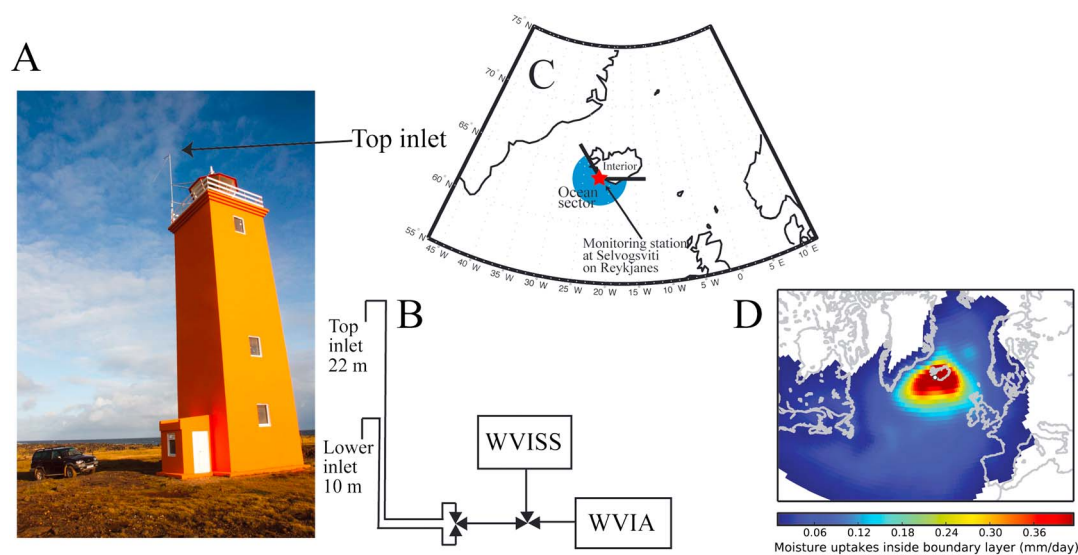 A
Top inlet
C
75° N
70° N
65° N
60° N
55° N
45° W
40° W
35° W
30° W
25° W
20° W
15° W
10° W
5° W
0°
5° E
10° E
Interior
Ocean
sector
Monitoring station
at Selvogsviti
on Reykjanes
B
Top
inlet
22 m
Lower
inlet
10 m
WVISS
WVIA
D
0.06 0.12 0.18 0.24 0.30 0.36
Moisture uptakes inside boundary layer (mm/day)